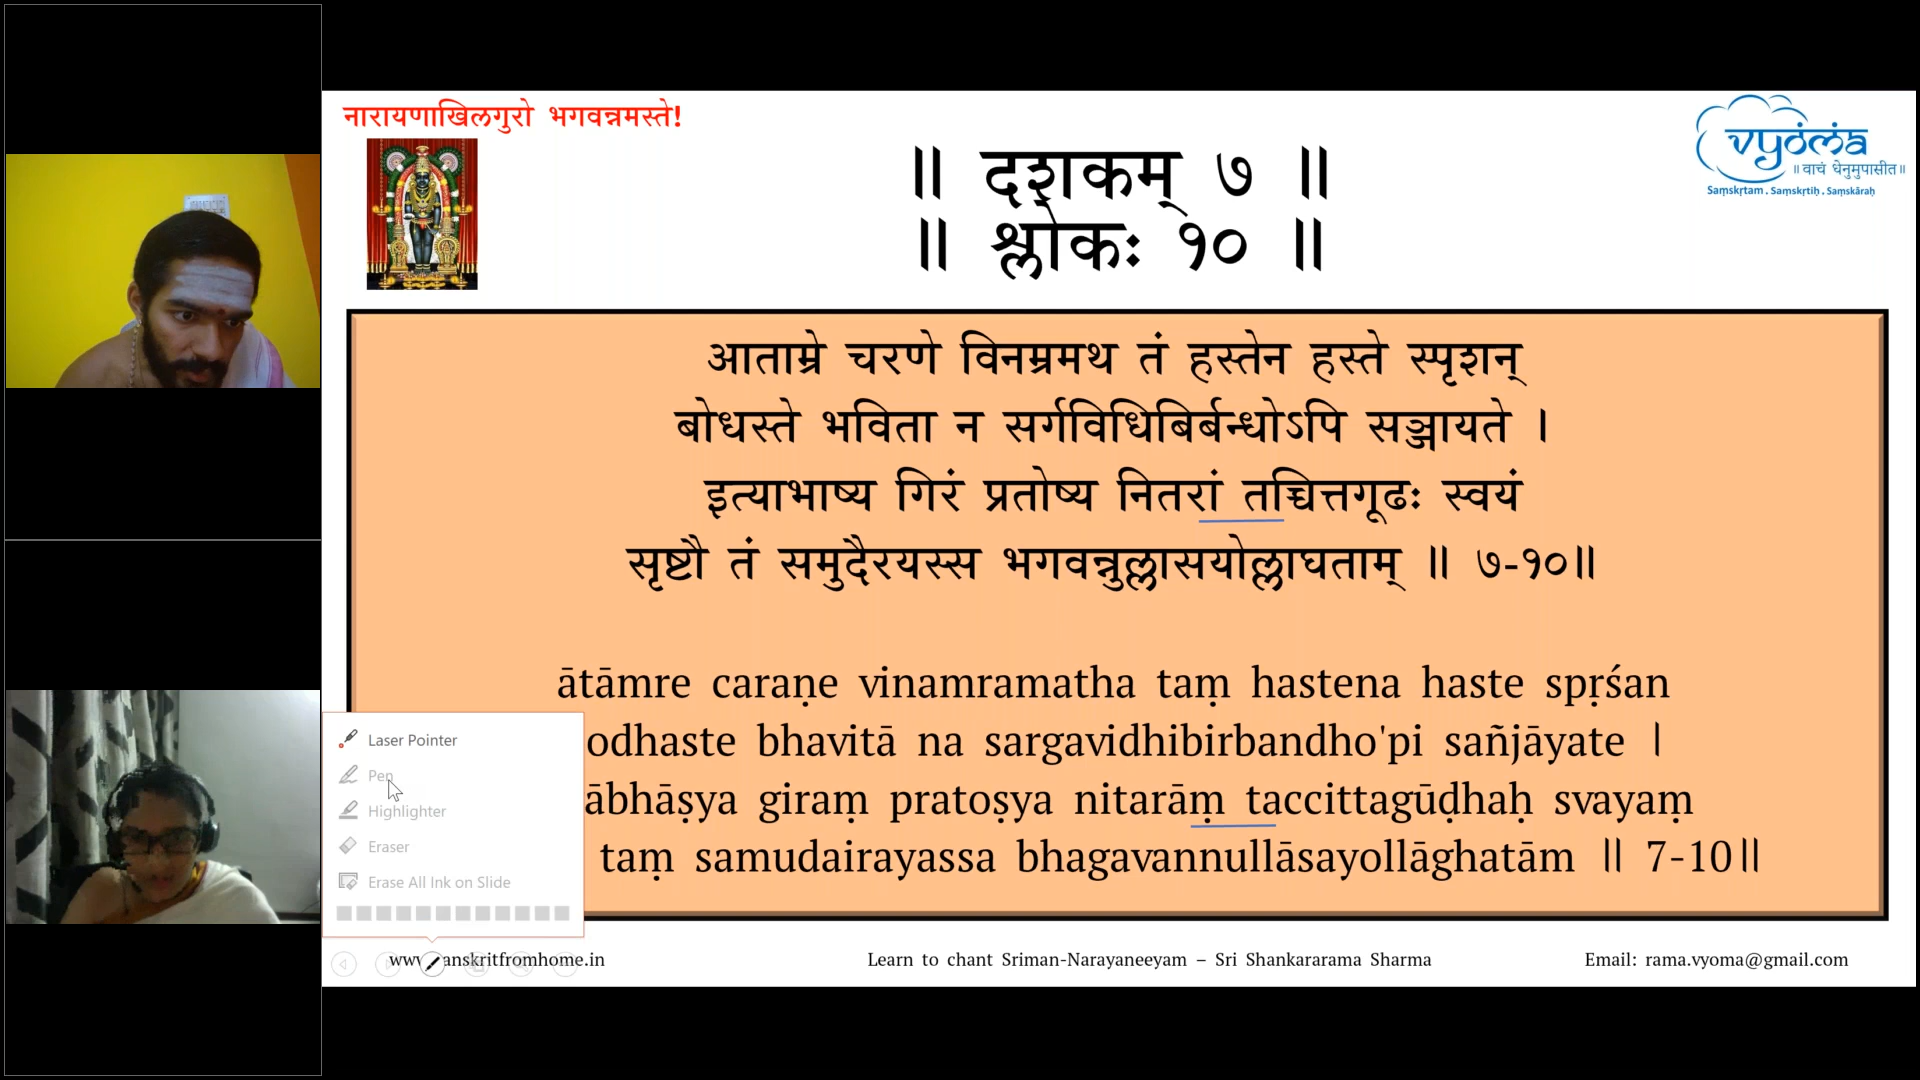 नारायणाखिलगुरो भगवन्नमस्ते!
॥ दशकम् ७ ॥
॥ श्लोकः १० ॥
vyoma
॥ वाचं धेनुमुपासीत॥
Saṃskṛtam . Saṃskṛtiḥ . Saṃskāraḥ
आताम्रे चरणे विनम्रमथ तं हस्तेन हस्ते स्पृशन्
बोधस्ते भविता न सर्गविधिबिर्बन्धोऽपि सञ्जायते ।
इत्याभाष्य गिरं प्रतोष्य नितरां तच्चित्तगूढः स्वयं
सृष्टौ तं समुदैरयस्स भगवन्नुल्लासयोल्लाघताम् ॥ ७-१०॥
ātāmre caraṇe vinamramatha taṃ hastena haste spṛśan
odhaste bhavitā na sargavidhibirbandho'pi sañjāyate |
ābhāṣya giraṃ pratoṣya nitarāṃ taccittagūḍhaḥ svayaṃ
taṃ samudairayassa bhagavannullāsayollāghatām || 7-10||
Laser Pointer
Pen
Highlighter
Eraser
Erase All Ink on Slide
www anskritfromhome.in
Learn to chant Sriman-Narayaneeyam – Sri Shankararama Sharma
Email: rama.vyoma@gmail.com